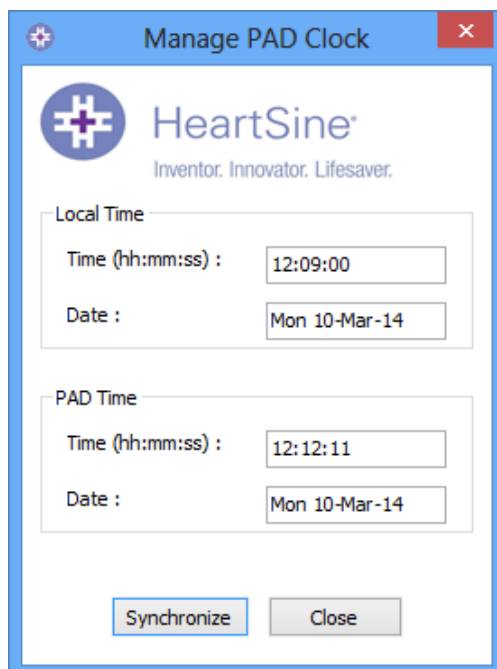 Manage PAD Clock
HeartSine®
Inventor. Innovator. Lifesaver.
Local Time
Time (hh:mm:ss) : 12:09:00
Date : Mon 10-Mar-14
PAD Time
Time (hh:mm:ss) : 12:12:11
Date : Mon 10-Mar-14
Synchronize Close